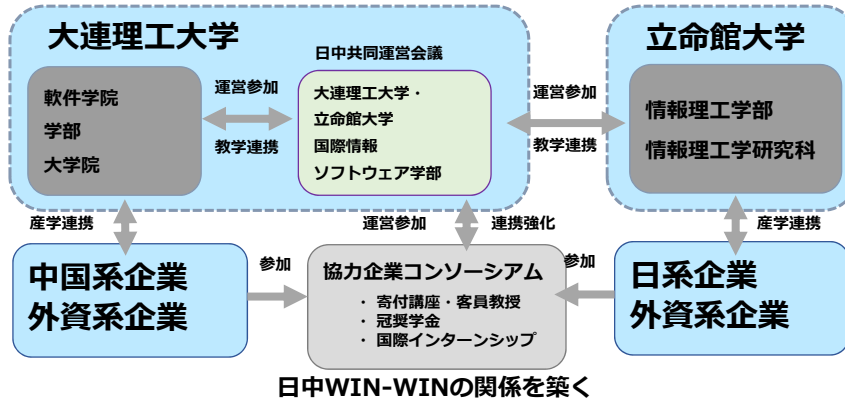 大連理工大学
立命館大学
日中共同運営会議
軟件学院
学部
大学院
運営参加
教学連携
大連理工大学・
立命館大学
国際情報
ソフトウェア学部
運営参加
教学連携
情報理工学部
情報理工学研究科
産学連携
運営参加
連携強化
産学連携
中国系企業
外資系企業
参加
協力企業コンソーシアム
・ 寄付講座・客員教授
・ 冠奨学金
・ 国際インターンシップ
参加
日系企業
外資系企業
日中WIN-WINの関係を築く